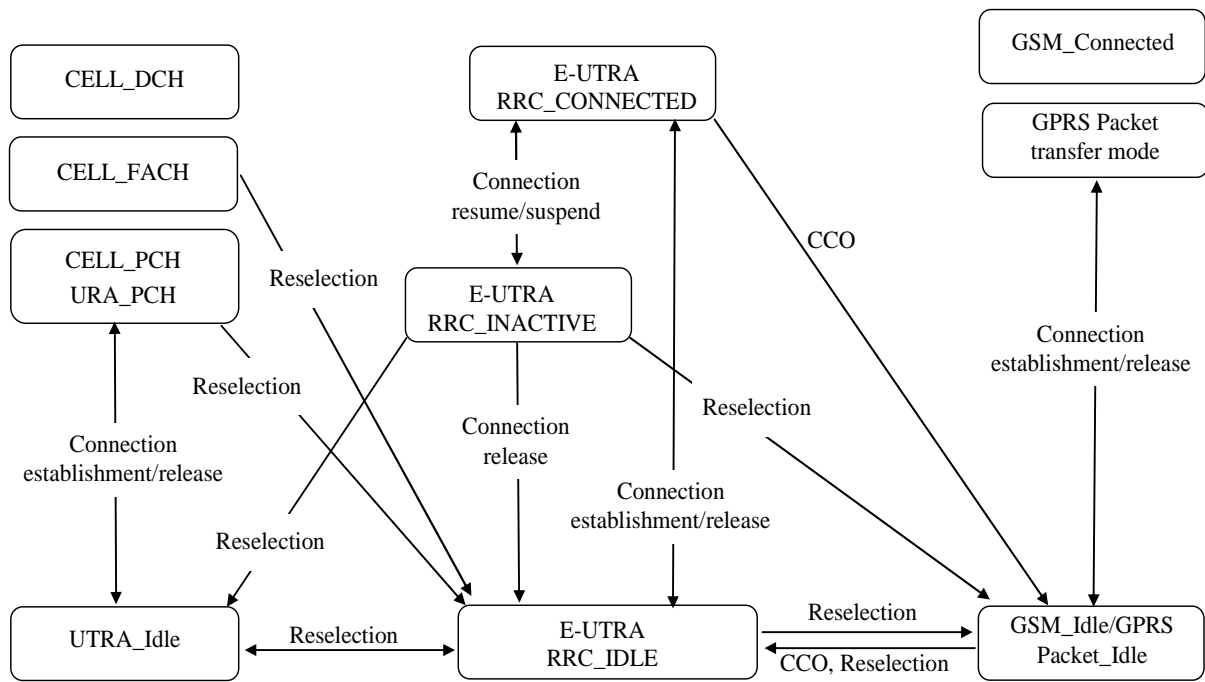 GSM_Connected
CELL_DCH
E-UTRA
RRC_CONNECTED
GPRS Packet
transfer mode
CELL_FACH
Connection
resume/suspend
CCO
CELL_PCH
URA_PCH
Reselection
E-UTRA
RRC_INACTIVE
Connection
establishment/release
Reselection
Reselection
Connection
establishment/release
Connection
release
Connection
establishment/release
Reselection
UTRA_Idle
Reselection
E-UTRA
RRC_IDLE
Reselection
CCO, Reselection
GSM_Idle/GPRS
Packet_Idle